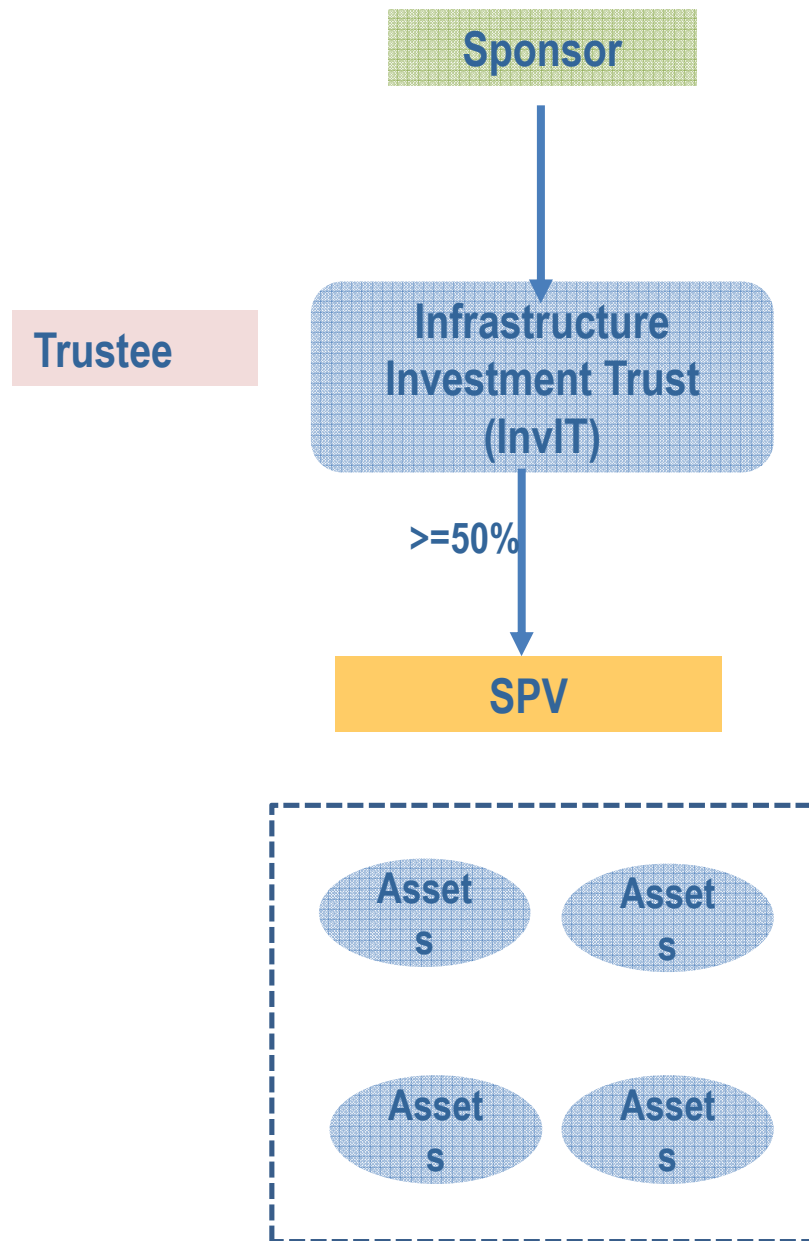 Sponsor
Trustee
Infrastructure
Investment Trust
(InvIT)
>=50%
SPV
Asset
s
Asset
s
Asset
s
Asset
s